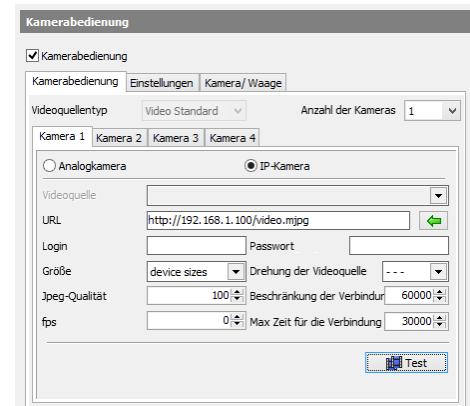 Kamerabedienung
Kamerabedienung
Kamerabedienung Einstellungen Kamera/ Waage
Videoquellentyp Video Standard Anzahl der Kameras 1
Kamera 1 Kamera 2 Kamera 3 Kamera 4
Analogkamera IP-Kamera
Videoquelle
URL http://192.168.1.100/video.mjpg
Login Passwort
Größe device sizes Drehung der Videoquelle - - -
Jpeg-Qualität 100 Beschränkung der Verbindur 60000
fps 0 Max Zeit für die Verbindung 30000
Test